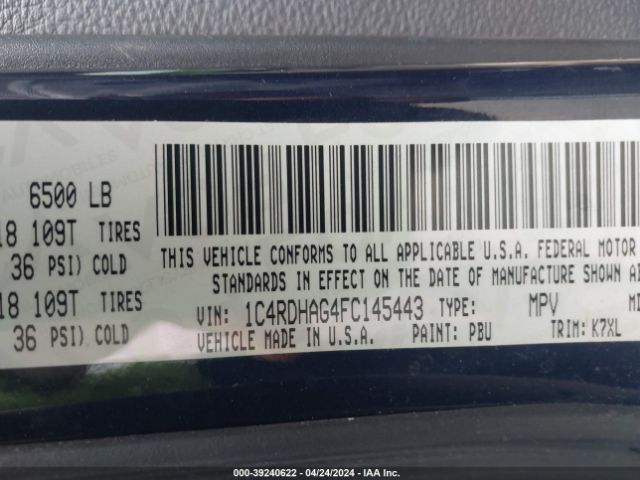 6500 LB
18 109T TIRES
36 PSI) COLD
18 109T TIRES
36 PSI) COLD
THIS VEHICLE CONFORMS TO ALL APPLICABLE U.S.A. FEDERAL MOTOR
STANDARDS IN EFFECT ON THE DATE OF MANUFACTURE SHOWN
VIN: 1C4RDHAG4FC145443 TYPE: MPV
VEHICLE MADE IN U.S.A. PAINT: PBU TRIM: K7XL
000-39240622 - 04/24/2024 - IAA Inc.